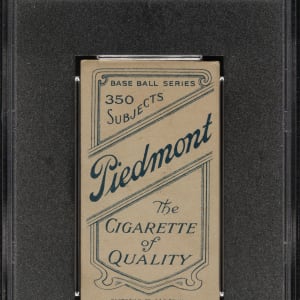 BASE BALL SERIES
350
SUBJECTS
Piedmont
The
CIGARETTE
of
QUALITY